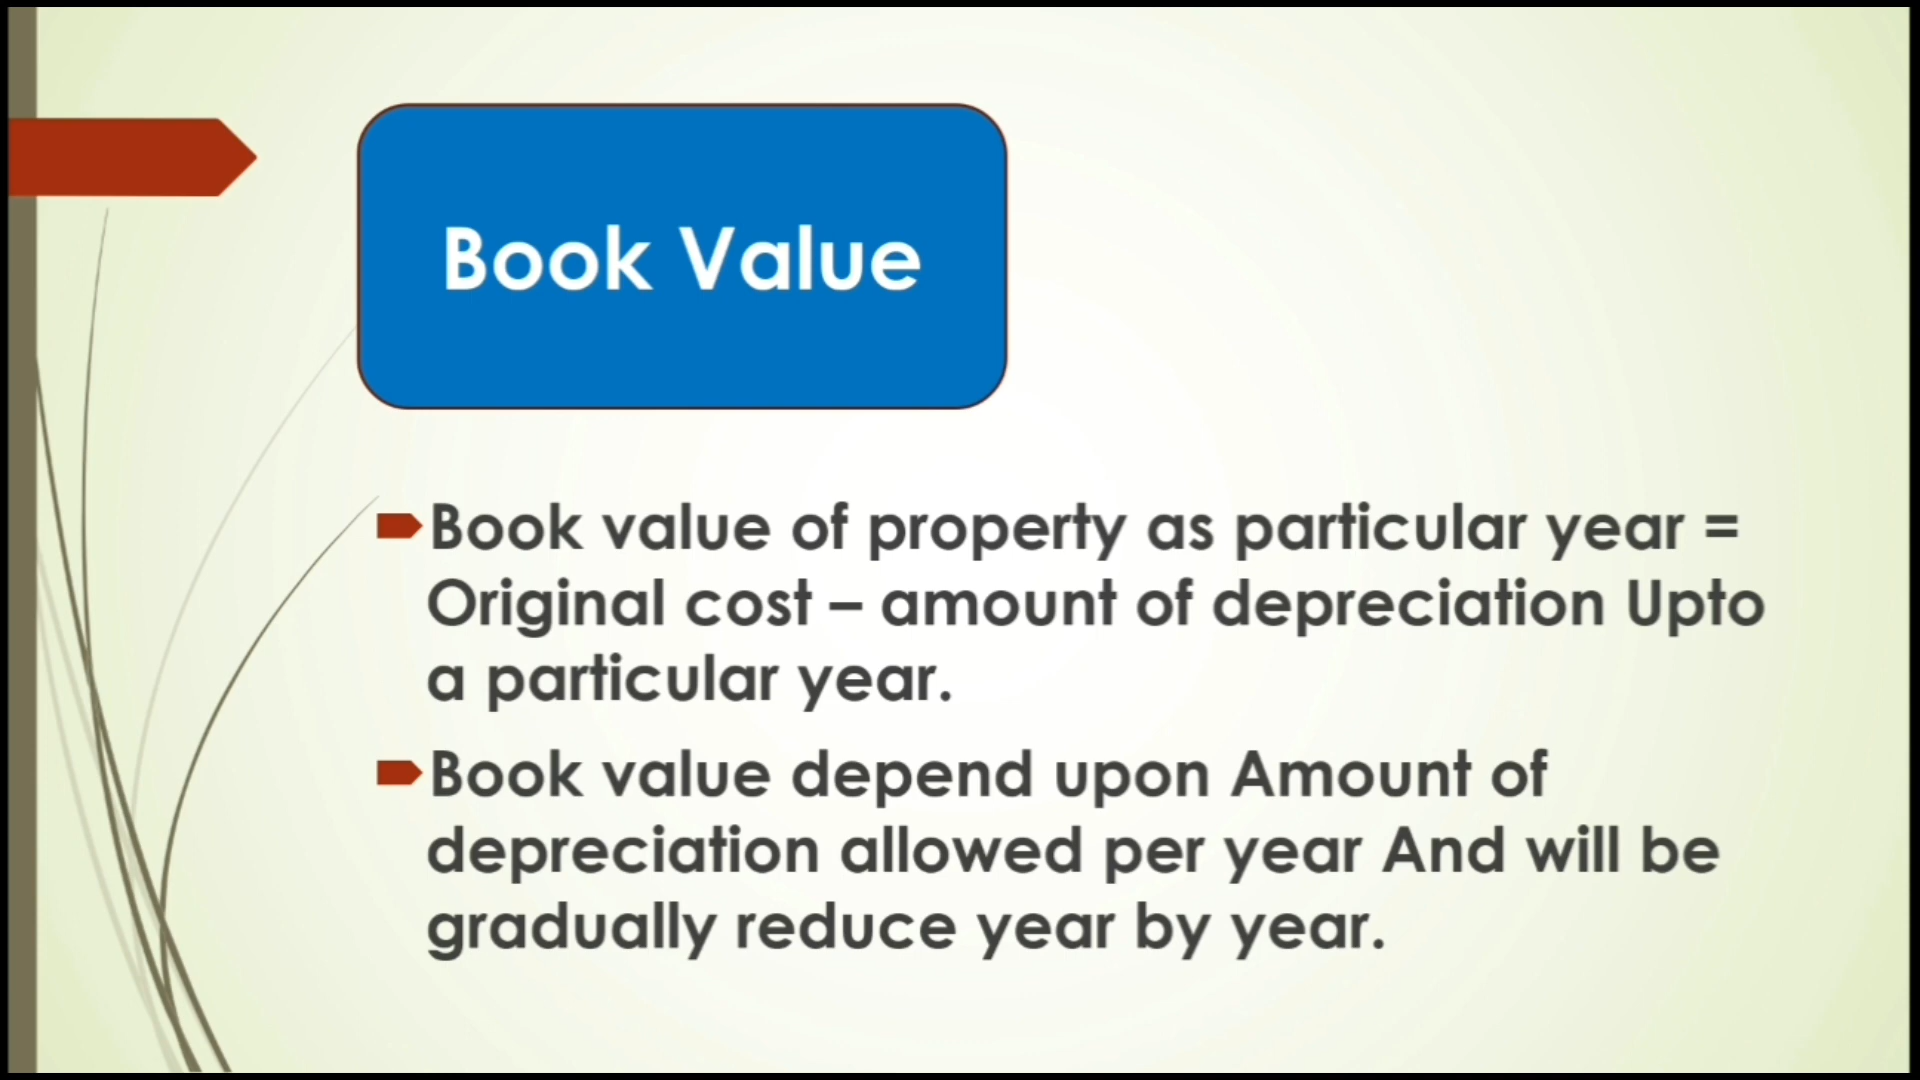 Book Value
Book value of property as particular year =
Original cost – amount of depreciation Upto
a particular year.
Book value depend upon Amount of
depreciation allowed per year And will be
gradually reduce year by year.